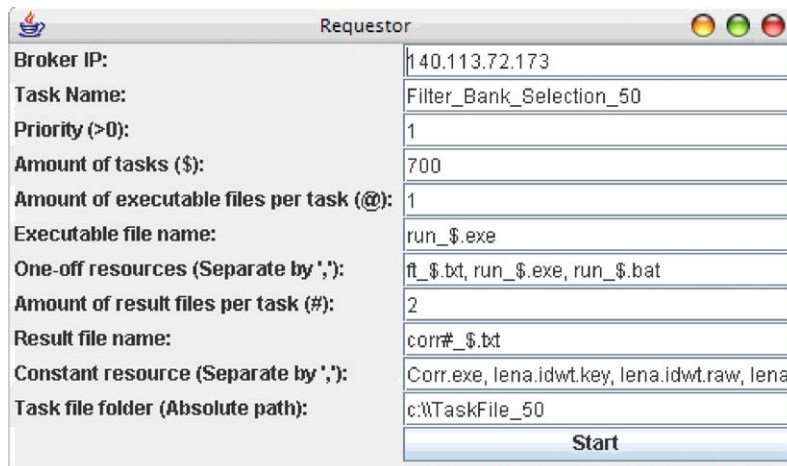 Requestor
Broker IP: 140.113.72.173
Task Name: Filter_Bank_Selection_50
Priority (>0): 1
Amount of tasks ($): 700
Amount of executable files per task (@): 1
Executable file name: run_$.exe
One-off resources (Separate by ','): ft_$.txt, run_$.exe, run_$.bat
Amount of result files per task (#): 2
Result file name: corr#_$.txt
Constant resource (Separate by ','): Corr.exe, lena.idwt.key, lena.idwt.raw, lena
Task file folder (Absolute path): c:\\TaskFile_50
Start